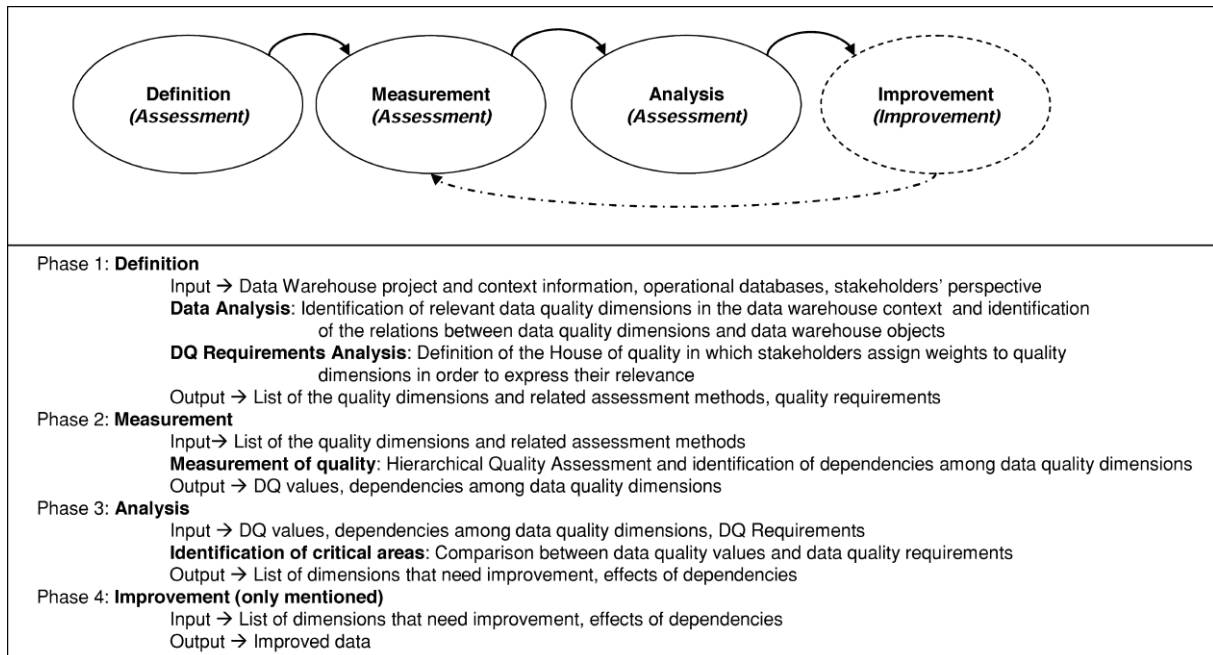 Definition
(Assessment)
Measurement
(Assessment)
Analysis
(Assessment)
Improvement
(Improvement)
Phase 1: Definition
Input → Data Warehouse project and context information, operational databases, stakeholders' perspective
Data Analysis: Identification of relevant data quality dimensions in the data warehouse context and identification
of the relations between data quality dimensions and data warehouse objects
DQ Requirements Analysis: Definition of the House of quality in which stakeholders assign weights to quality
dimensions in order to express their relevance
Output → List of the quality dimensions and related assessment methods, quality requirements
Phase 2: Measurement
Input→ List of the quality dimensions and related assessment methods
Measurement of quality: Hierarchical Quality Assessment and identification of dependencies among data quality dimensions
Output → DQ values, dependencies among data quality dimensions
Phase 3: Analysis
Input → DQ values, dependencies among data quality dimensions, DQ Requirements
Identification of critical areas: Comparison between data quality values and data quality requirements
Output → List of dimensions that need improvement, effects of dependencies
Phase 4: Improvement (only mentioned)
Input → List of dimensions that need improvement, effects of dependencies
Output → Improved data